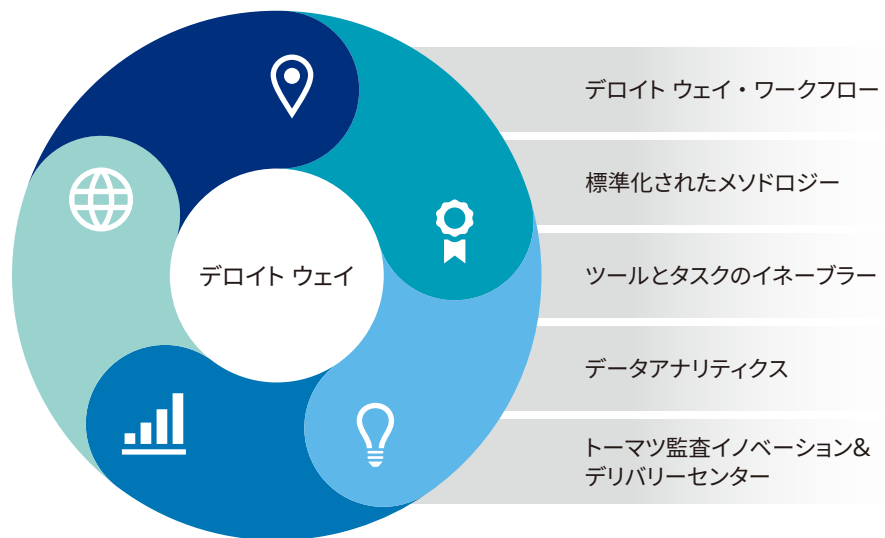 デロイト ウェイ
デロイト ウェイ・ワークフロー
標準化されたメソドロジー
ツールとタスクのイネーブラー
データアナリティクス
トーマツ監査イノベーション&
デリバリーセンター